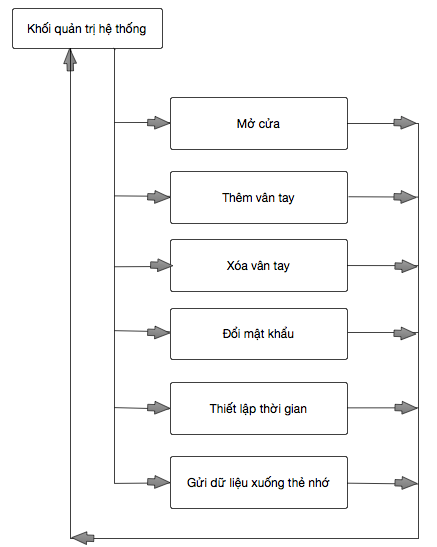 Khối quản trị hệ thống
Mở cửa
Thêm vân tay
Xóa vân tay
Đổi mật khẩu
Thiết lập thời gian
Gửi dữ liệu xuống thẻ nhớ